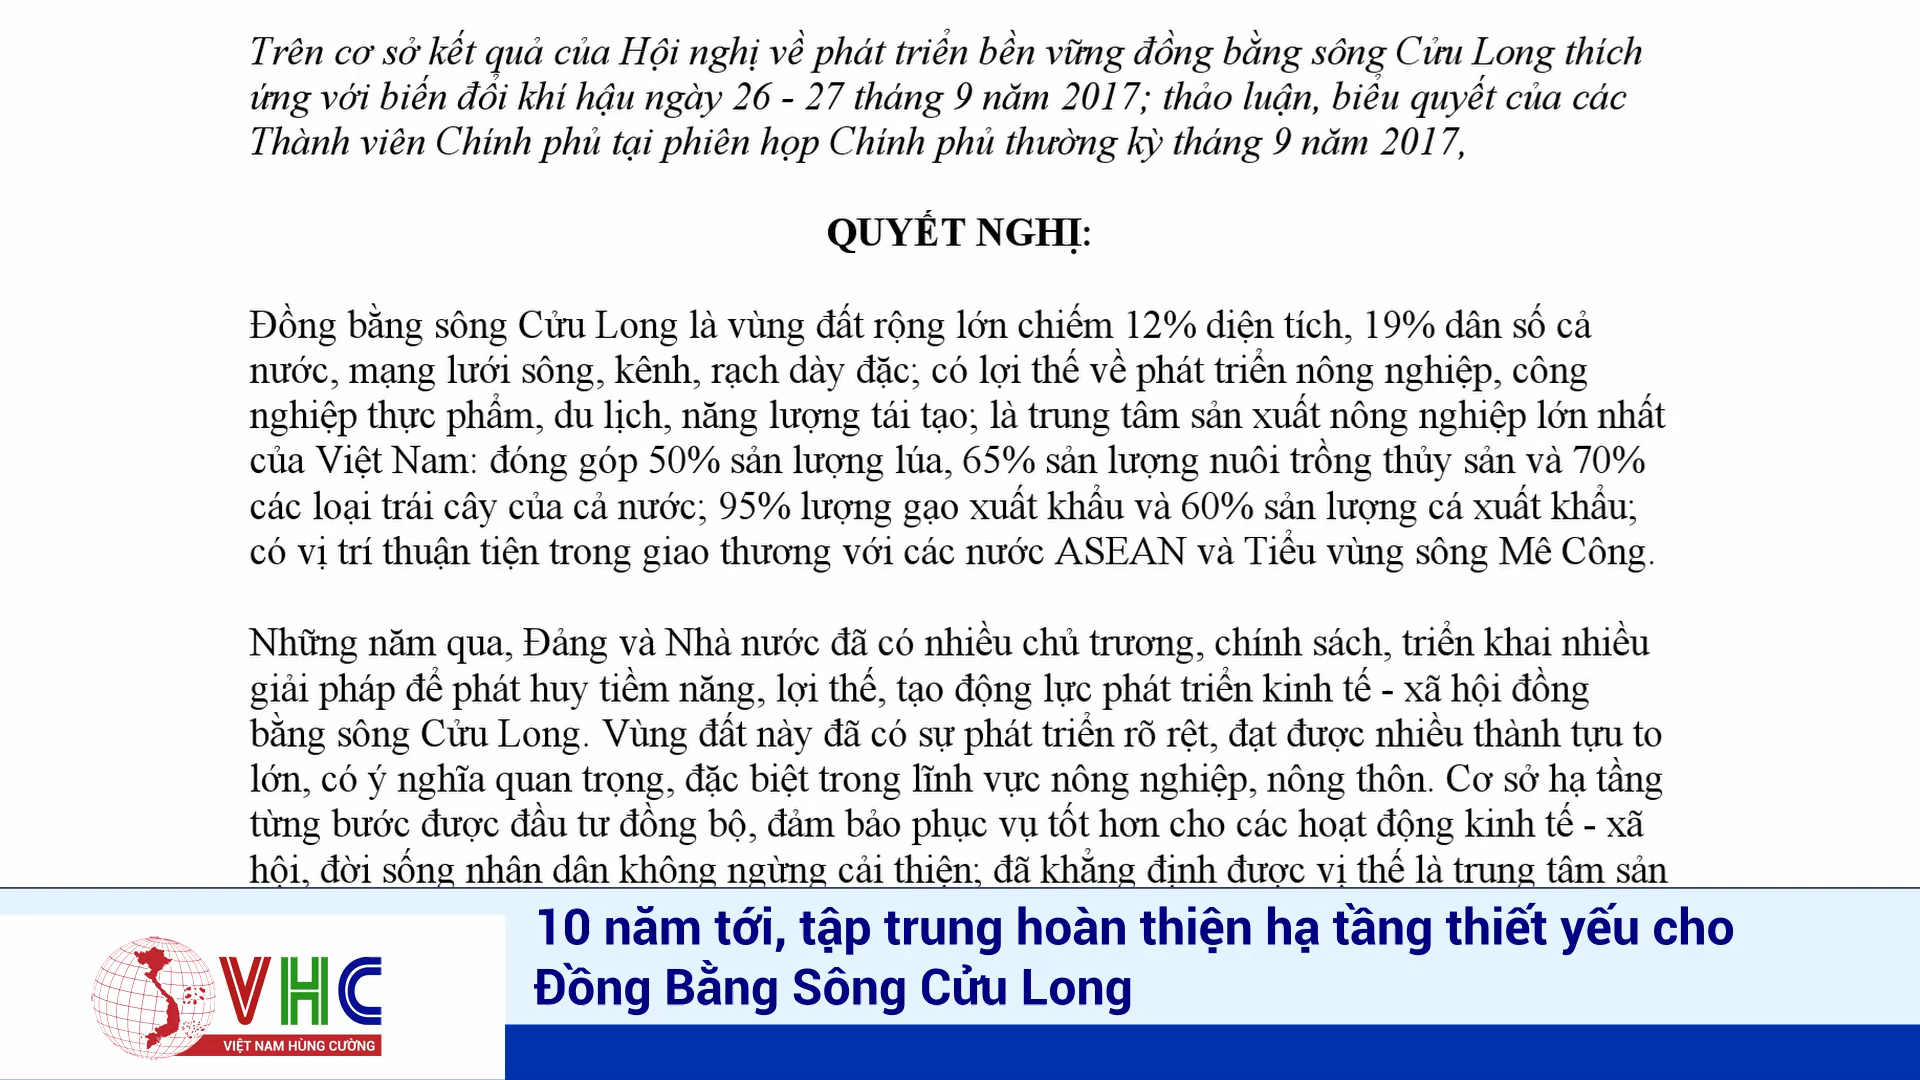 Trên cơ sở kết quả của Hội nghị về phát triển bền vững đồng bằng sông Cửu Long thích
ứng với biến đổi khí hậu ngày 26 - 27 tháng 9 năm 2017; thảo luận, biểu quyết của các
Thành viên Chính phủ tại phiên họp Chính phủ thường kỳ tháng 9 năm 2017,
QUYẾT NGHỊ:
Đồng bằng sông Cửu Long là vùng đất rộng lớn chiếm 12% diện tích, 19% dân số cả
nước, mạng lưới sông, kênh, rạch dày đặc; có lợi thế về phát triển nông nghiệp, công
nghiệp thực phẩm, du lịch, năng lượng tái tạo; là trung tâm sản xuất nông nghiệp lớn nhất
của Việt Nam: đóng góp 50% sản lượng lúa, 65% sản lượng nuôi trồng thủy sản và 70%
các loại trái cây của cả nước; 95% lượng gạo xuất khẩu và 60% sản lượng cá xuất khẩu;
có vị trí thuận tiện trong giao thương với các nước ASEAN và Tiểu vùng sông Mê Công.
Những năm qua, Đảng và Nhà nước đã có nhiều chủ trương, chính sách, triển khai nhiều
giải pháp để phát huy tiềm năng, lợi thế, tạo động lực phát triển kinh tế - xã hội đồng
bằng sông Cửu Long. Vùng đất này đã có sự phát triển rõ rệt, đạt được nhiều thành tựu to
lớn, có ý nghĩa quan trọng, đặc biệt trong lĩnh vực nông nghiệp, nông thôn. Cơ sở hạ tầng
từng bước được đầu tư đồng bộ, đảm bảo phục vụ tốt hơn cho các hoạt động kinh tế - xã
hội, đời sống nhân dân không ngừng cải thiện; đã khẳng định được vị thế là trung tâm sản
10 năm tới, tập trung hoàn thiện hạ tầng thiết yếu cho
Đồng Bằng Sông Cửu Long
VHC
VIỆT NAM HÙNG CƯỜNG